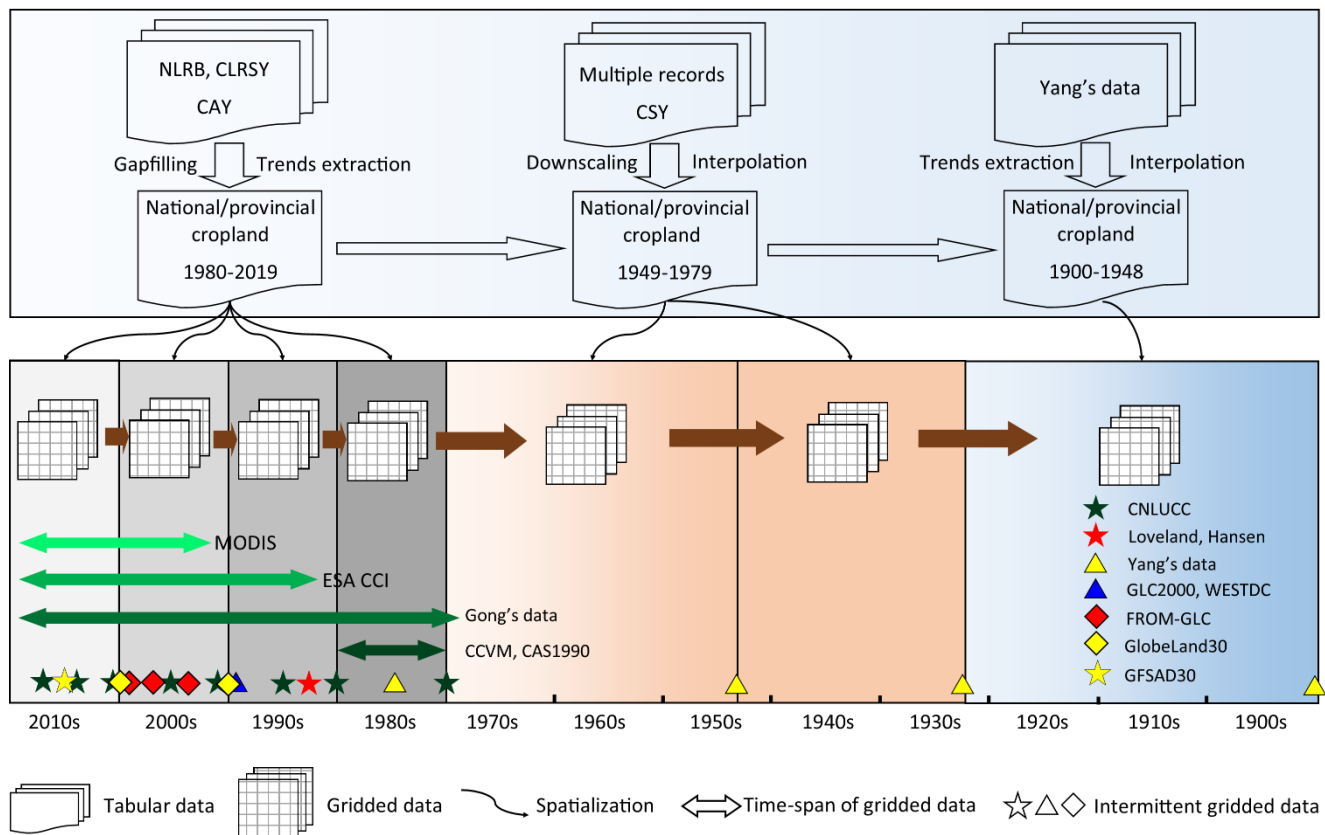 NLRB, CLRSY
CAY
Multiple records
CSY
Yang's data
Gapfilling
Trends extraction
Downscaling
Interpolation
Trends extraction
Interpolation
National/provincial
cropland
1980-2019
National/provincial
cropland
1949-1979
National/provincial
cropland
1900-1948
MODIS
ESA CCI
Gong's data
CCVM, CAS1990
CNLUCC
Loveland, Hansen
Yang's data
GLC2000, WESTDC
FROM-GLC
GlobeLand30
GFSAD30
2010s 2000s 1990s 1980s 1970s 1960s 1950s 1940s 1930s 1920s 1910s 1900s
Tabular data
Gridded data
Spatialization
Time-span of gridded data
Intermittent gridded data